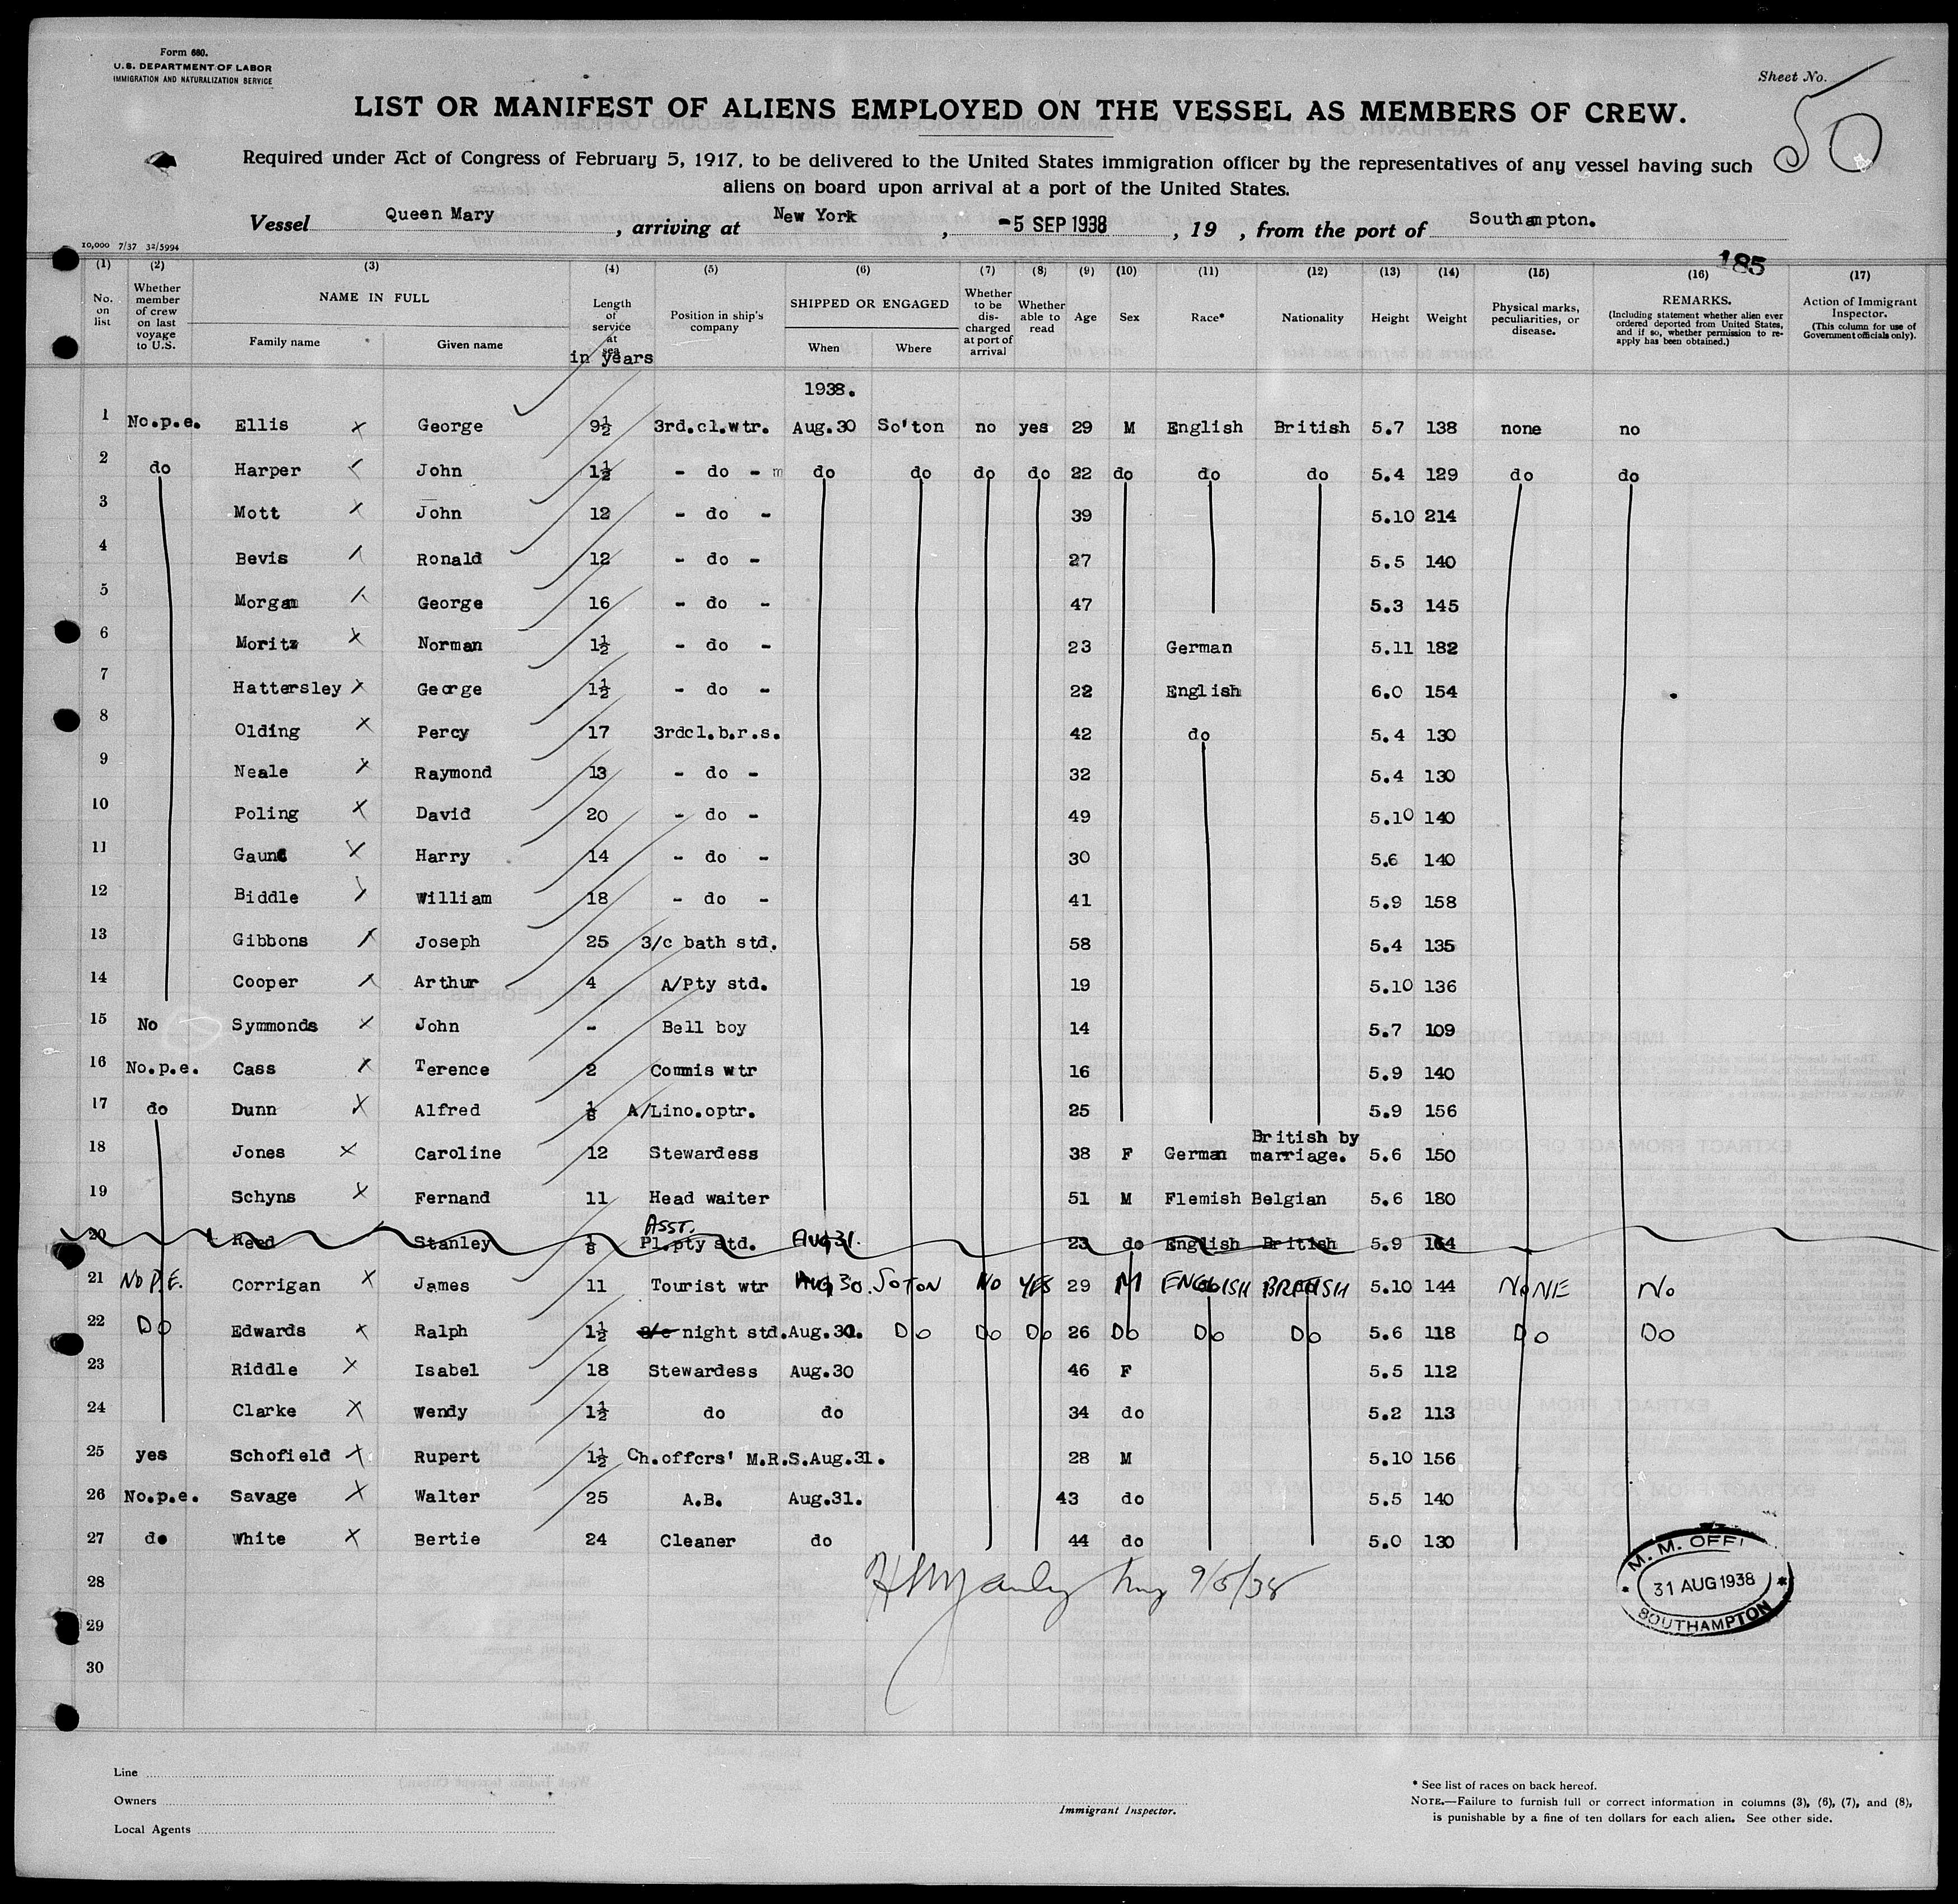 Form 680.
U.S. DEPARTMENT OF LABOR
IMMIGRATION AND NATURALIZATION SERVICE
Sheet No. 50
LIST OR MANIFEST OF ALIENS EMPLOYED ON THE VESSEL AS MEMBERS OF CREW.
Required under Act of Congress of February 5, 1917, to be delivered to the United States immigration officer by the representatives of any vessel having such
aliens on board upon arrival at a port of the United States.
Vessel Queen Mary, arriving at New York, -5 SEP 1938, 19 , from the port of Southampton.
10,000 7/37 32/5994
185
(1) (2) (3) (4) (5) (6) (7) (8) (9) (10) (11) (12) (13) (14) (15) (16) (17)
No. on list
Whether member of crew on last voyage to U.S.
NAME IN FULL
Family name
Given name
Length of service at sea
in years
Position in ship's company
SHIPPED OR ENGAGED
When
Where
Whether to be discharged at port of arrival
Whether able to read
Age
Sex
Race*
Nationality
Height
Weight
Physical marks, peculiarities, or disease.
REMARKS.
(Including statement whether alien ever ordered deported from United States, and if so, whether permission to re-apply has been obtained.)
Action of Immigrant Inspector.
(This column for use of Government officials only).
1938.
1 No.p.e. Ellis x George 9½ 3rd.cl.wtr. Aug.30 So'ton no yes 29 M English British 5.7 138 none no
2 do Harper John 1½ - do - do do do do 22 do do do 5.4 129 do do
3 Mott John 12 - do - 39 5.10 214
4 Bevis Ronald 12 - do - 27 5.5 140
5 Morgan George 16 - do - 47 5.3 145
6 Moritz x Norman 1½ - do - 23 German 5.11 182
7 Hattersley x George 1½ - do - 22 English 6.0 154
8 Olding x Percy 17 3rdcl.b.r.s. 42 do 5.4 130
9 Neale x Raymond 13 - do - 32 5.4 130
10 Poling x David 20 - do - 49 5.10 140
11 Gaunt x Harry 14 - do - 30 5.6 140
12 Biddle William 18 - do - 41 5.9 158
13 Gibbons Joseph 25 3/c bath std. 58 5.4 135
14 Cooper Arthur 4 A/Pty std. 19 5.10 136
15 No Symmonds x John - Bell boy 14 5.7 109
16 No.p.e. Cass x Terence 2 Commis wtr 16 5.9 140
17 do Dunn x Alfred ⅛ A/Lino.optr. 25 5.9 156
18 Jones x Caroline 12 Stewardess 38 F German British by marriage. 5.6 150
19 Schyns x Fernand 11 Head waiter 51 M Flemish Belgian 5.6 180
20 Reed Stanley ⅛ ASST. Pl.pty std. AUG 31. 23 do English British 5.9 164
21 NO P.E. Corrigan x James 11 Tourist wtr Aug 30. SOTON NO YES 29 M ENGLISH BRITISH 5.10 144 NONE No
22 DO Edwards x Ralph 1½ 3/c night std. Aug.30. Do Do Do 26 Do Do Do 5.6 118 Do Do
23 Riddle x Isabel 18 Stewardess Aug.30 46 F 5.5 112
24 Clarke x Wendy 1½ do do 34 do 5.2 113
25 yes Schofield x Rupert 1½ Ch.offcrs' M.R.S. Aug.31. 28 M 5.10 156
26 No.p.e. Savage x Walter 25 A.B. Aug.31. 43 do 5.5 140
27 do White x Bertie 24 Cleaner do 44 do 5.0 130
28 9/5/38
29
30
M. M. OFFI
31 AUG 1938
SOUTHAMPTON
Line
Owners
Local Agents
Immigrant Inspector.
* See list of races on back hereof.
NOTE.—Failure to furnish full or correct information in columns (3), (6), (7), and (8),
is punishable by a fine of ten dollars for each alien. See other side.